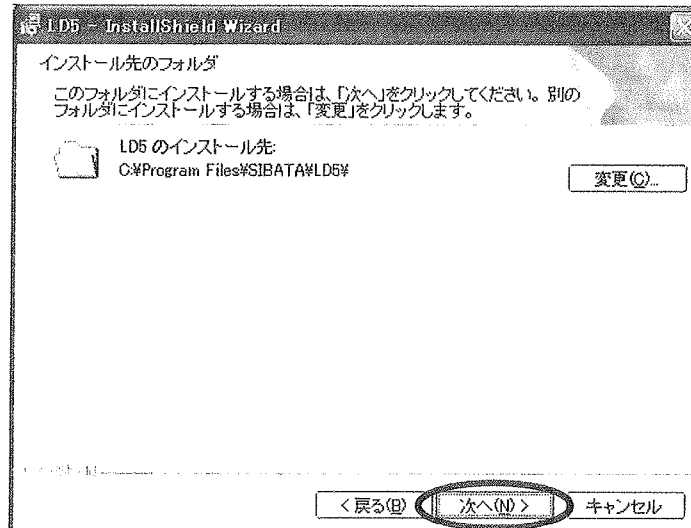 LD5 - InstallShield Wizard
インストール先のフォルダ
このフォルダにインストールする場合は、「次へ」をクリックしてください。別の
フォルダにインストールする場合は、「変更」をクリックします。
LD5 のインストール先:
C:¥Program Files¥SIBATA¥LD5¥
変更(C)...
InstallShield
< 戻る(B)
次へ(N) >
キャンセル